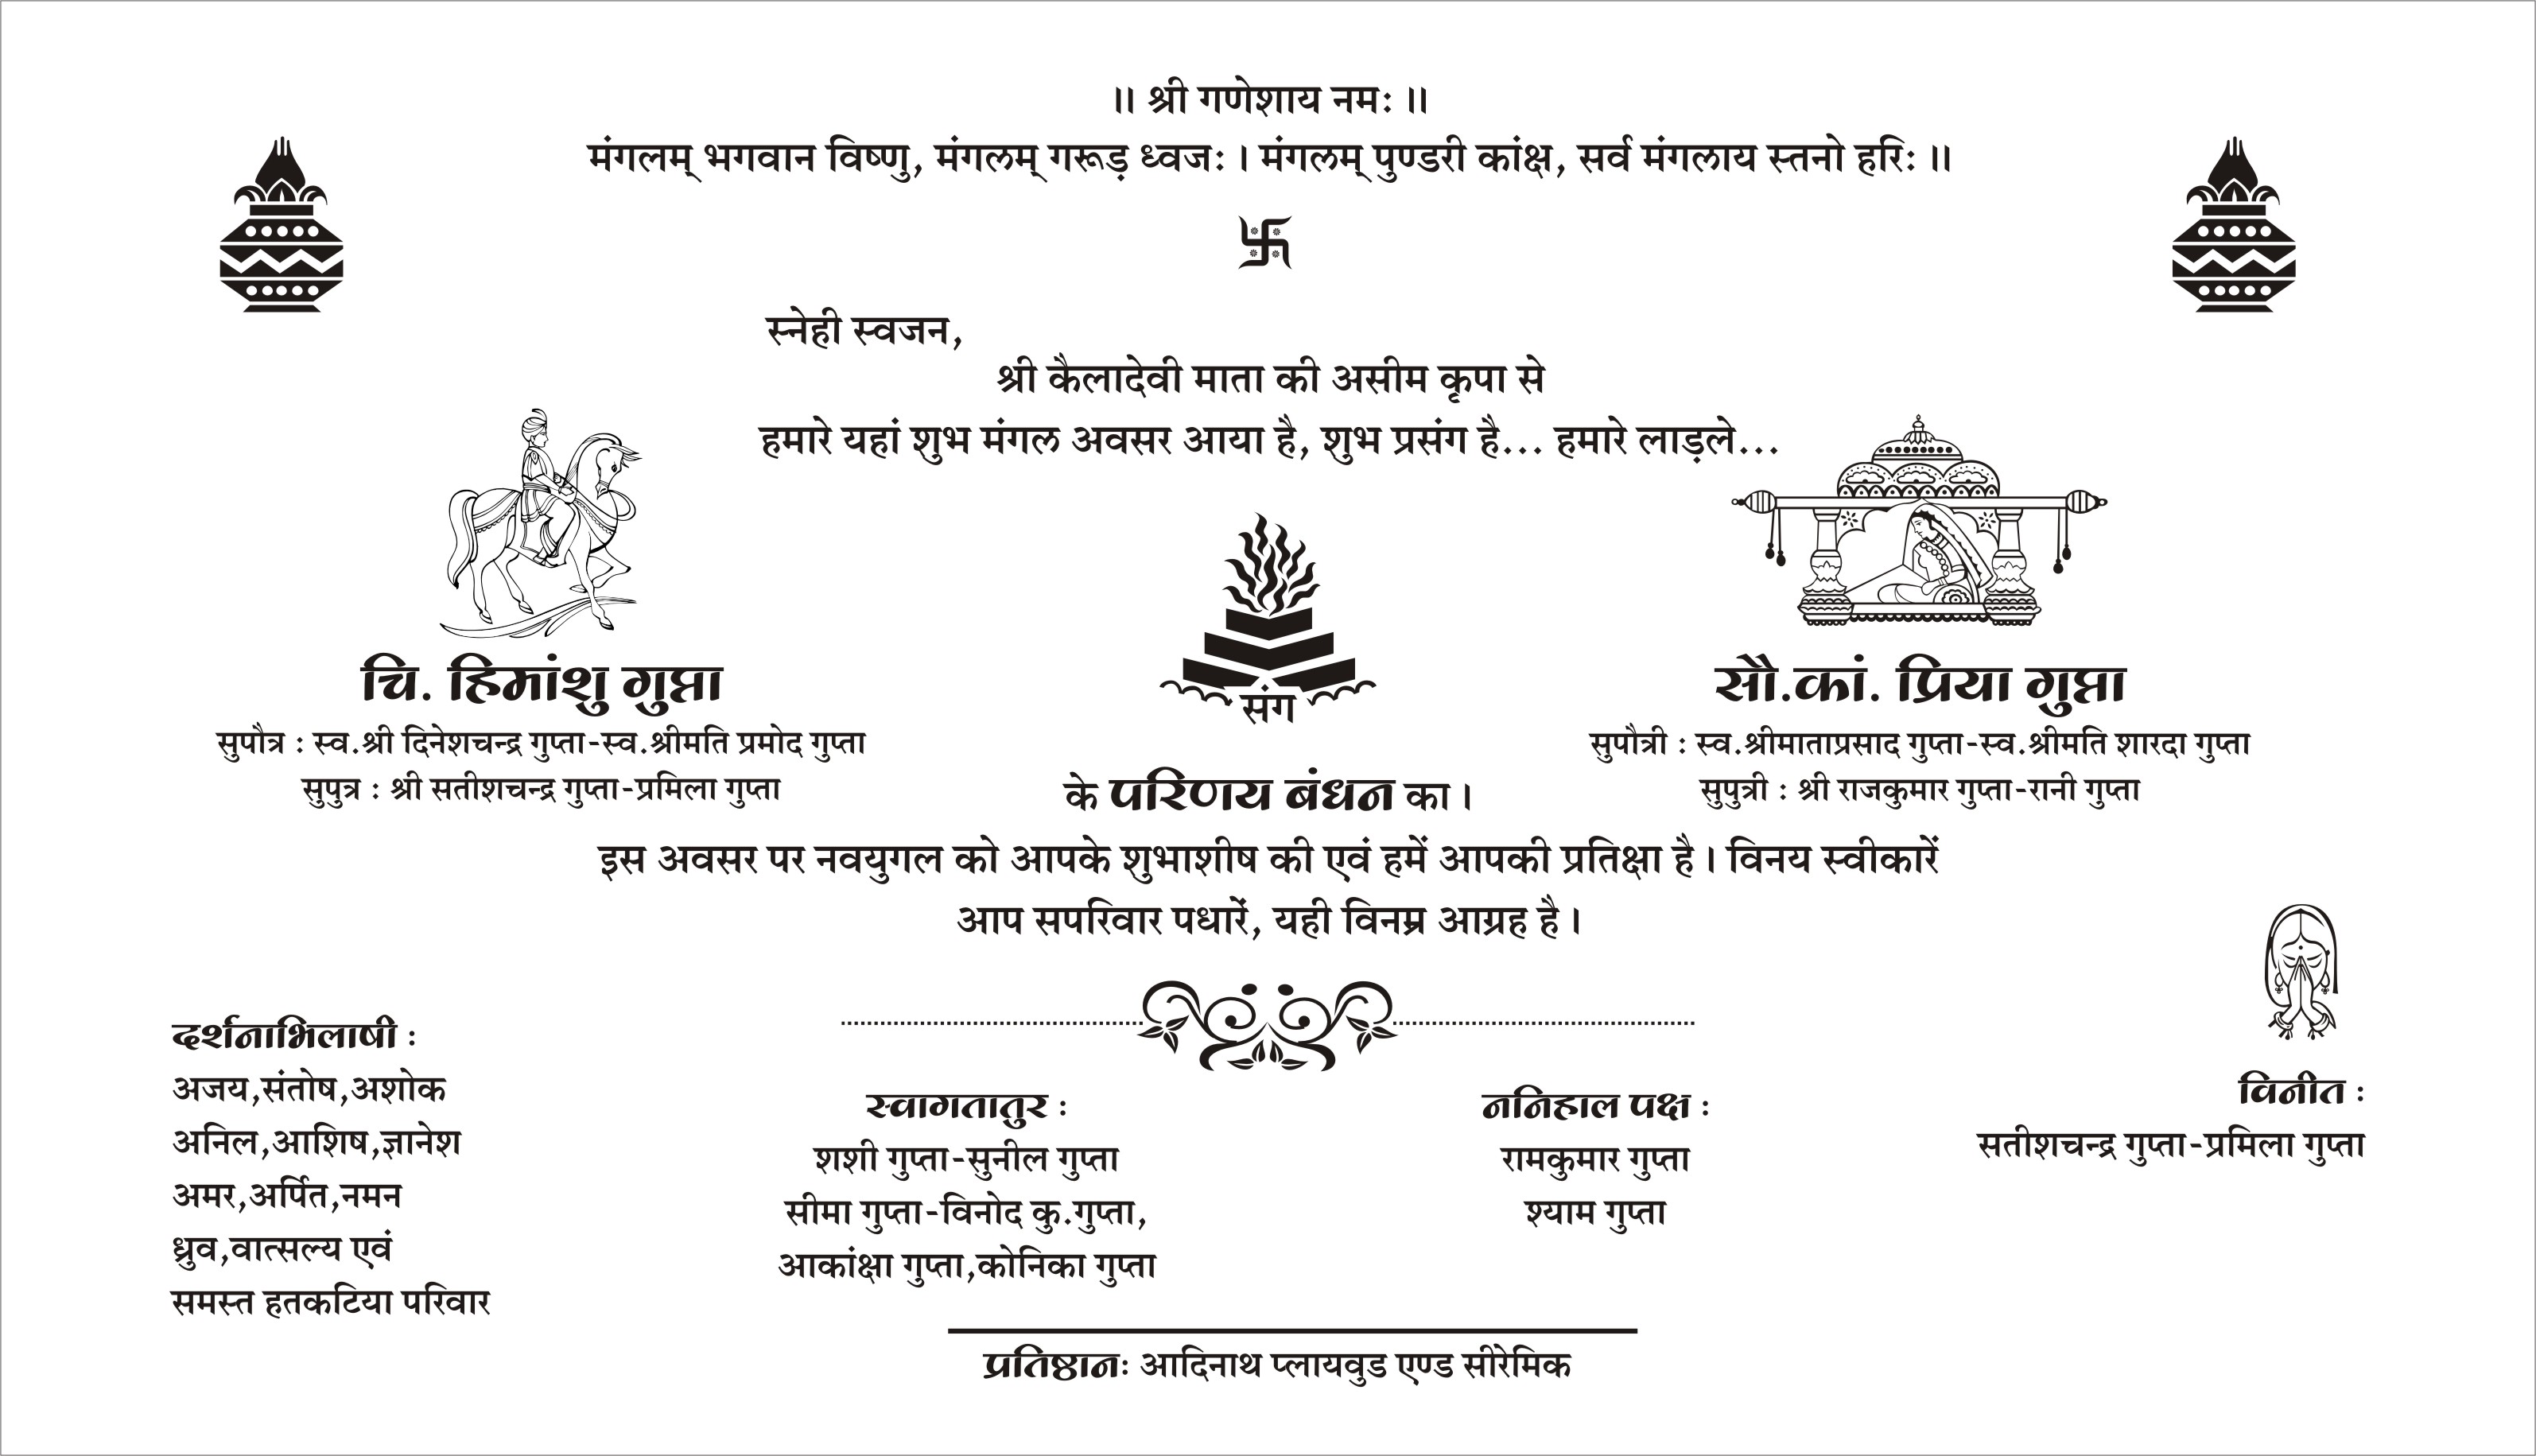 ॥ श्री गणेशाय नमः ॥
मंगलम् भगवान विष्णु, मंगलम् गरूड़ ध्वजः । मंगलम् पुण्डरी कांक्ष, सर्व मंगलाय स्तनो हरिः ॥
स्नेही स्वजन,
श्री कैलादेवी माता की असीम कृपा से
हमारे यहां शुभ मंगल अवसर आया है, शुभ प्रसंग है... हमारे लाड़ले...
चि. हिमांशु गुप्ता
सुपौत्र : स्व.श्री दिनेशचन्द्र गुप्ता-स्व.श्रीमति प्रमोद गुप्ता
सुपुत्र : श्री सतीशचन्द्र गुप्ता-प्रमिला गुप्ता
संग
सौ.कां. प्रिया गुप्ता
सुपौत्री : स्व.श्रीमाताप्रसाद गुप्ता-स्व.श्रीमति शारदा गुप्ता
सुपुत्री : श्री राजकुमार गुप्ता-रानी गुप्ता
के परिणय बंधन का।
इस अवसर पर नवयुगल को आपके शुभाशीष की एवं हमें आपकी प्रतिक्षा है। विनय स्वीकारें
आप सपरिवार पधारें, यही विनम्र आग्रह है।
दर्शनाभिलाषी :
अजय,संतोष,अशोक
अनिल,आशिष,ज्ञानेश
अमर,अर्पित,नमन
ध्रुव,वात्सल्य एवं
समस्त हतकटिया परिवार
स्वागतातुर :
शशी गुप्ता-सुनील गुप्ता
सीमा गुप्ता-विनोद कु.गुप्ता,
आकांक्षा गुप्ता,कोनिका गुप्ता
ननिहाल पक्ष :
रामकुमार गुप्ता
श्याम गुप्ता
विनीत :
सतीशचन्द्र गुप्ता-प्रमिला गुप्ता
प्रतिष्ठान: आदिनाथ प्लायवुड एण्ड सीरेमिक